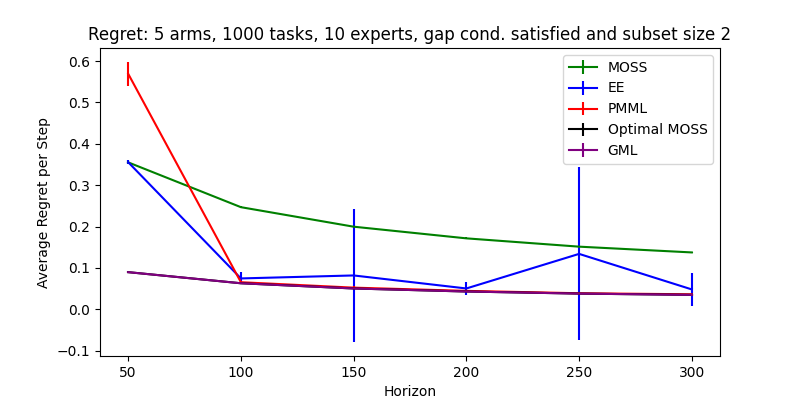 Regret: 5 arms, 1000 tasks, 10 experts, gap cond. satisfied and subset size 2
MOSS
EE
PMML
Optimal MOSS
GML
Average Regret per Step
0.6
0.5
0.4
0.3
0.2
0.1
0.0
−0.1
50 100 150 200 250 300
Horizon